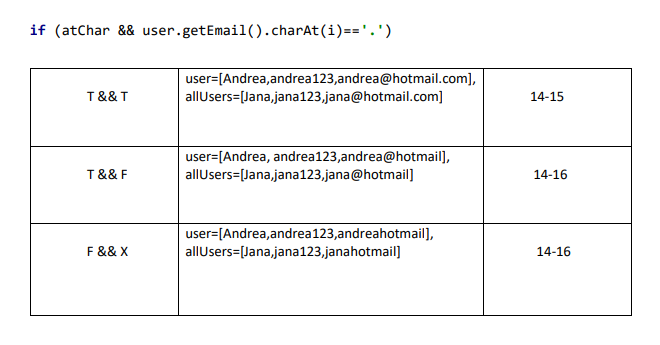 if (atChar && user.getEmail().charAt(i)=='.')
user=[Andrea,andrea123,andrea@hotmail.com],
T && T
allUsers=[Jana,jana123,jana@hotmail.com]
14-15
user=[Andrea, andrea123,andrea@hotmail],
T && F
allUsers=[Jana,jana123,jana@hotmail]
14-16
user=[Andrea,andrea123,andreahotmail],
F && X
allUsers=[Jana,jana123,janahotmail]
14-16